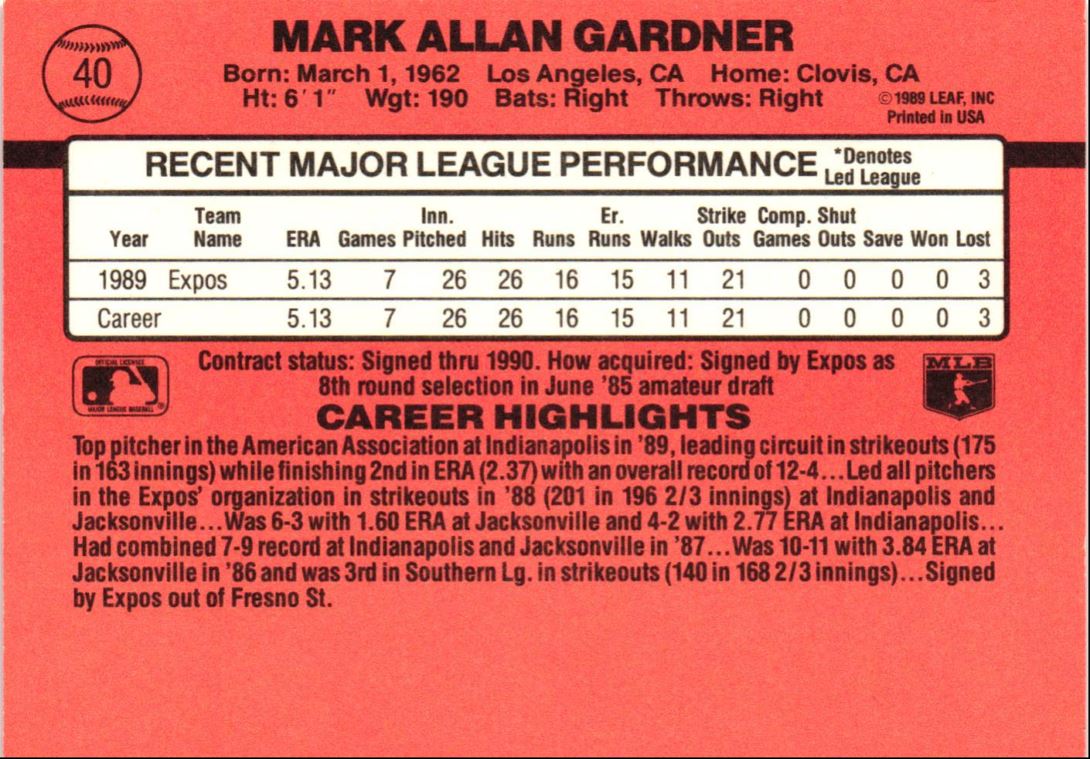 40
MARK ALLAN GARDNER
Born: March 1, 1962 Los Angeles, CA Home: Clovis, CA
Ht: 6' 1" Wgt: 190 Bats: Right Throws: Right
©1989 LEAF, INC
Printed in USA
RECENT MAJOR LEAGUE PERFORMANCE *Denotes
Led League
Team Inn. Er. Strike Comp. Shut
Year Name ERA Games Pitched Hits Runs Runs Walks Outs Games Outs Save Won Lost
1989 Expos 5.13 7 26 26 16 15 11 21 0 0 0 0 3
Career 5.13 7 26 26 16 15 11 21 0 0 0 0 3
OFFICIAL LICENSEE
MAJOR LEAGUE BASEBALL ®
Contract status: Signed thru 1990. How acquired: Signed by Expos as
8th round selection in June '85 amateur draft
MLB
CAREER HIGHLIGHTS
Top pitcher in the American Association at Indianapolis in '89, leading circuit in strikeouts (175
in 163 innings) while finishing 2nd in ERA (2.37) with an overall record of 12-4...Led all pitchers
in the Expos' organization in strikeouts in '88 (201 in 196 2/3 innings) at Indianapolis and
Jacksonville...Was 6-3 with 1.60 ERA at Jacksonville and 4-2 with 2.77 ERA at Indianapolis...
Had combined 7-9 record at Indianapolis and Jacksonville in '87...Was 10-11 with 3.84 ERA at
Jacksonville in '86 and was 3rd in Southern Lg. in strikeouts (140 in 168 2/3 innings)...Signed
by Expos out of Fresno St.